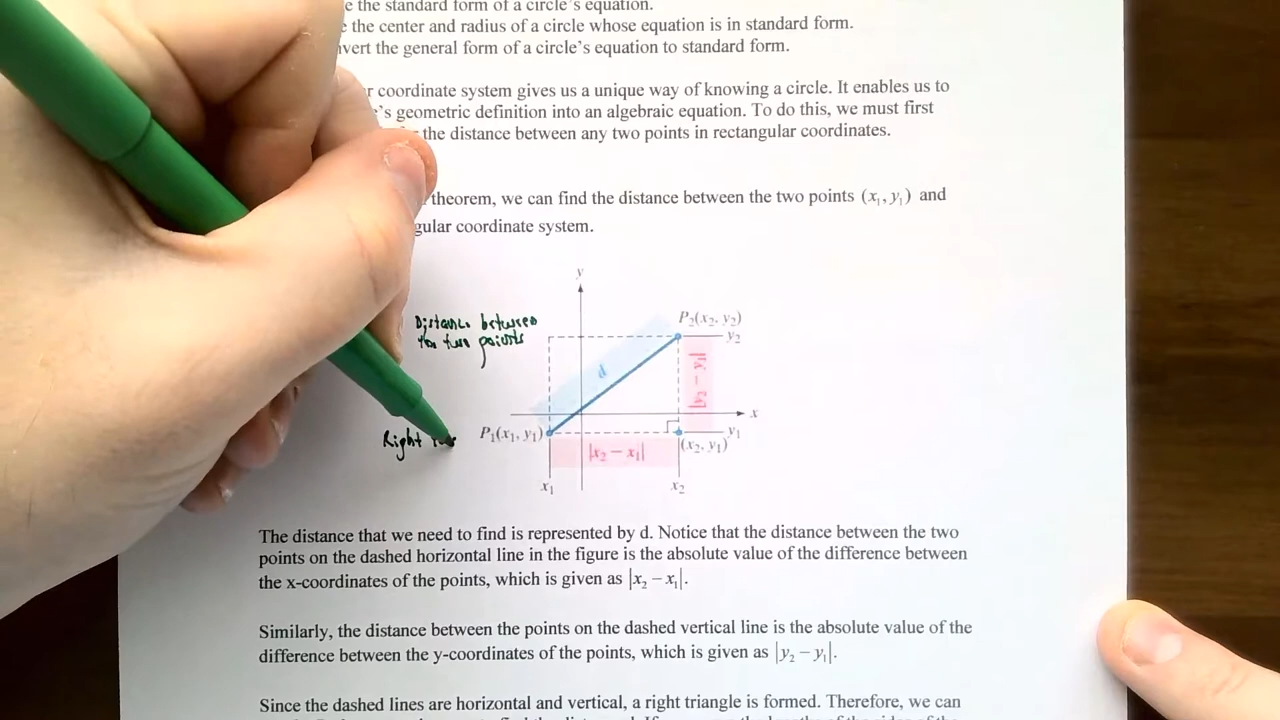 e the standard form of a circle's equation.
e the center and radius of a circle whose equation is in standard form.
vert the general form of a circle's equation to standard form.
r coordinate system gives us a unique way of knowing a circle. It enables us to
's geometric definition into an algebraic equation. To do this, we must first
the distance between any two points in rectangular coordinates.
theorem, we can find the distance between the two points (x₁, y₁) and
gular coordinate system.
y
Distance between
two points
P₂(x₂, y₂)
y₂
d
|y₂ − y₁|
x
Right
P₁(x₁, y₁)
y₁
(x₂, y₁)
|x₂ − x₁|
x₁
x₂
The distance that we need to find is represented by d. Notice that the distance between the two
points on the dashed horizontal line in the figure is the absolute value of the difference between
the x-coordinates of the points, which is given as |x₂ − x₁|.
Similarly, the distance between the points on the dashed vertical line is the absolute value of the
difference between the y-coordinates of the points, which is given as |y₂ − y₁|.
Since the dashed lines are horizontal and vertical, a right triangle is formed. Therefore, we can